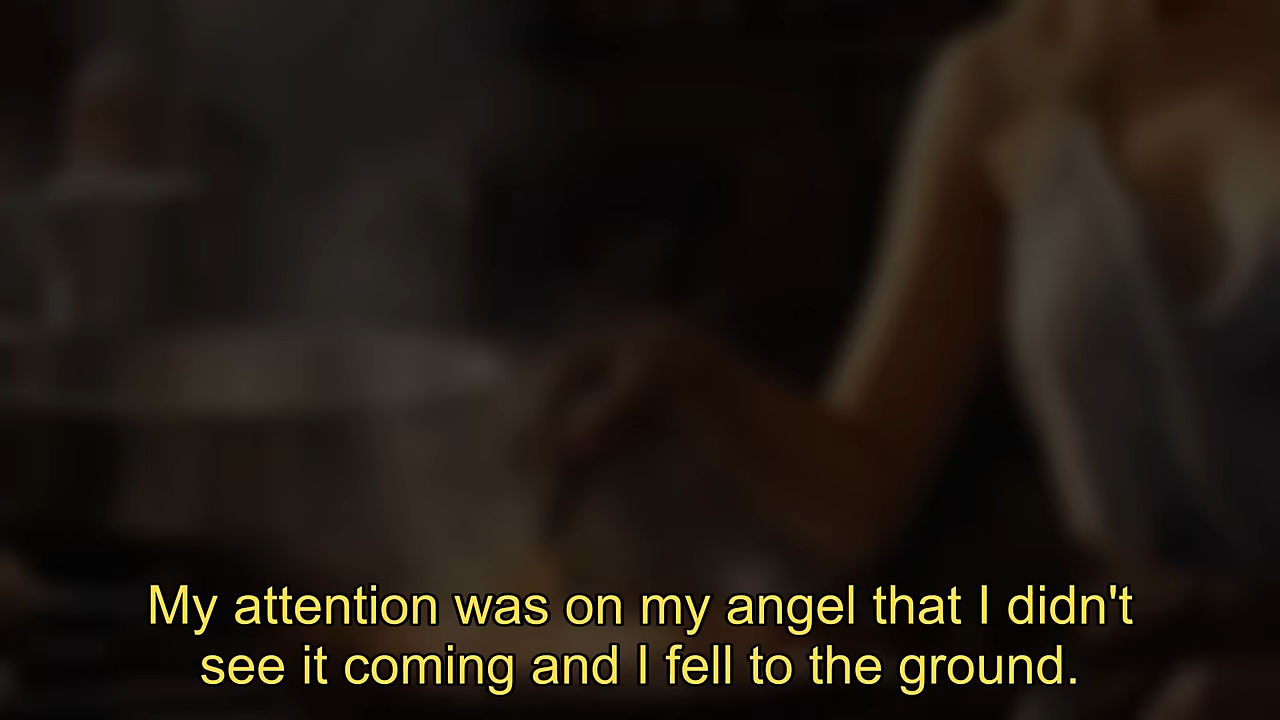 My attention was on my angel that I didn't
see it coming and I fell to the ground.